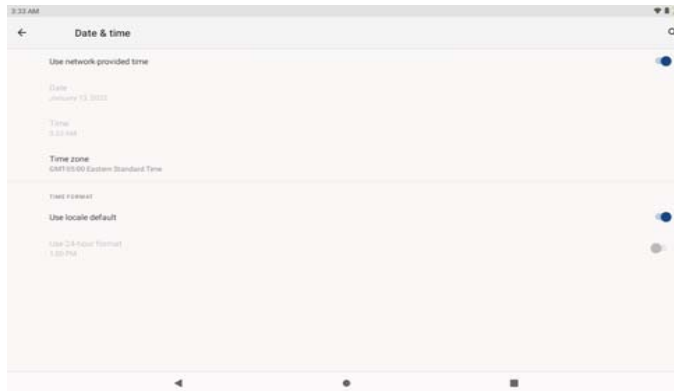 3:33 AM
Date & time
Use network-provided time
Date
January 13, 2023
Time
3:33 AM
Time zone
GMT-05:00 Eastern Standard Time
TIME FORMAT
Use locale default
Use 24-hour format
1:00 PM